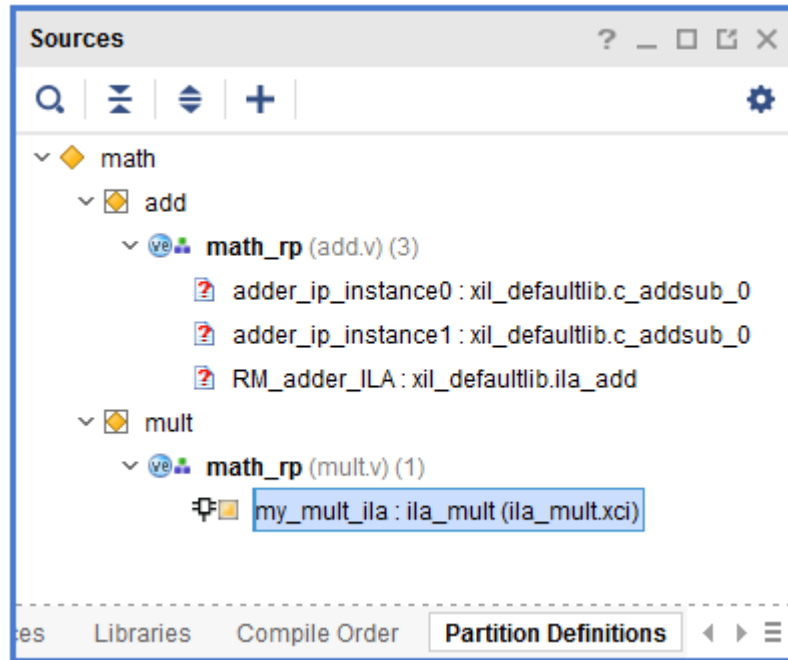 Sources
math
add
math_rp (add.v) (3)
adder_ip_instance0 : xil_defaultlib.c_addsub_0
adder_ip_instance1 : xil_defaultlib.c_addsub_0
RM_adder_ILA : xil_defaultlib.ila_add
mult
math_rp (mult.v) (1)
my_mult_ila : ila_mult (ila_mult.xci)
es Libraries Compile Order Partition Definitions